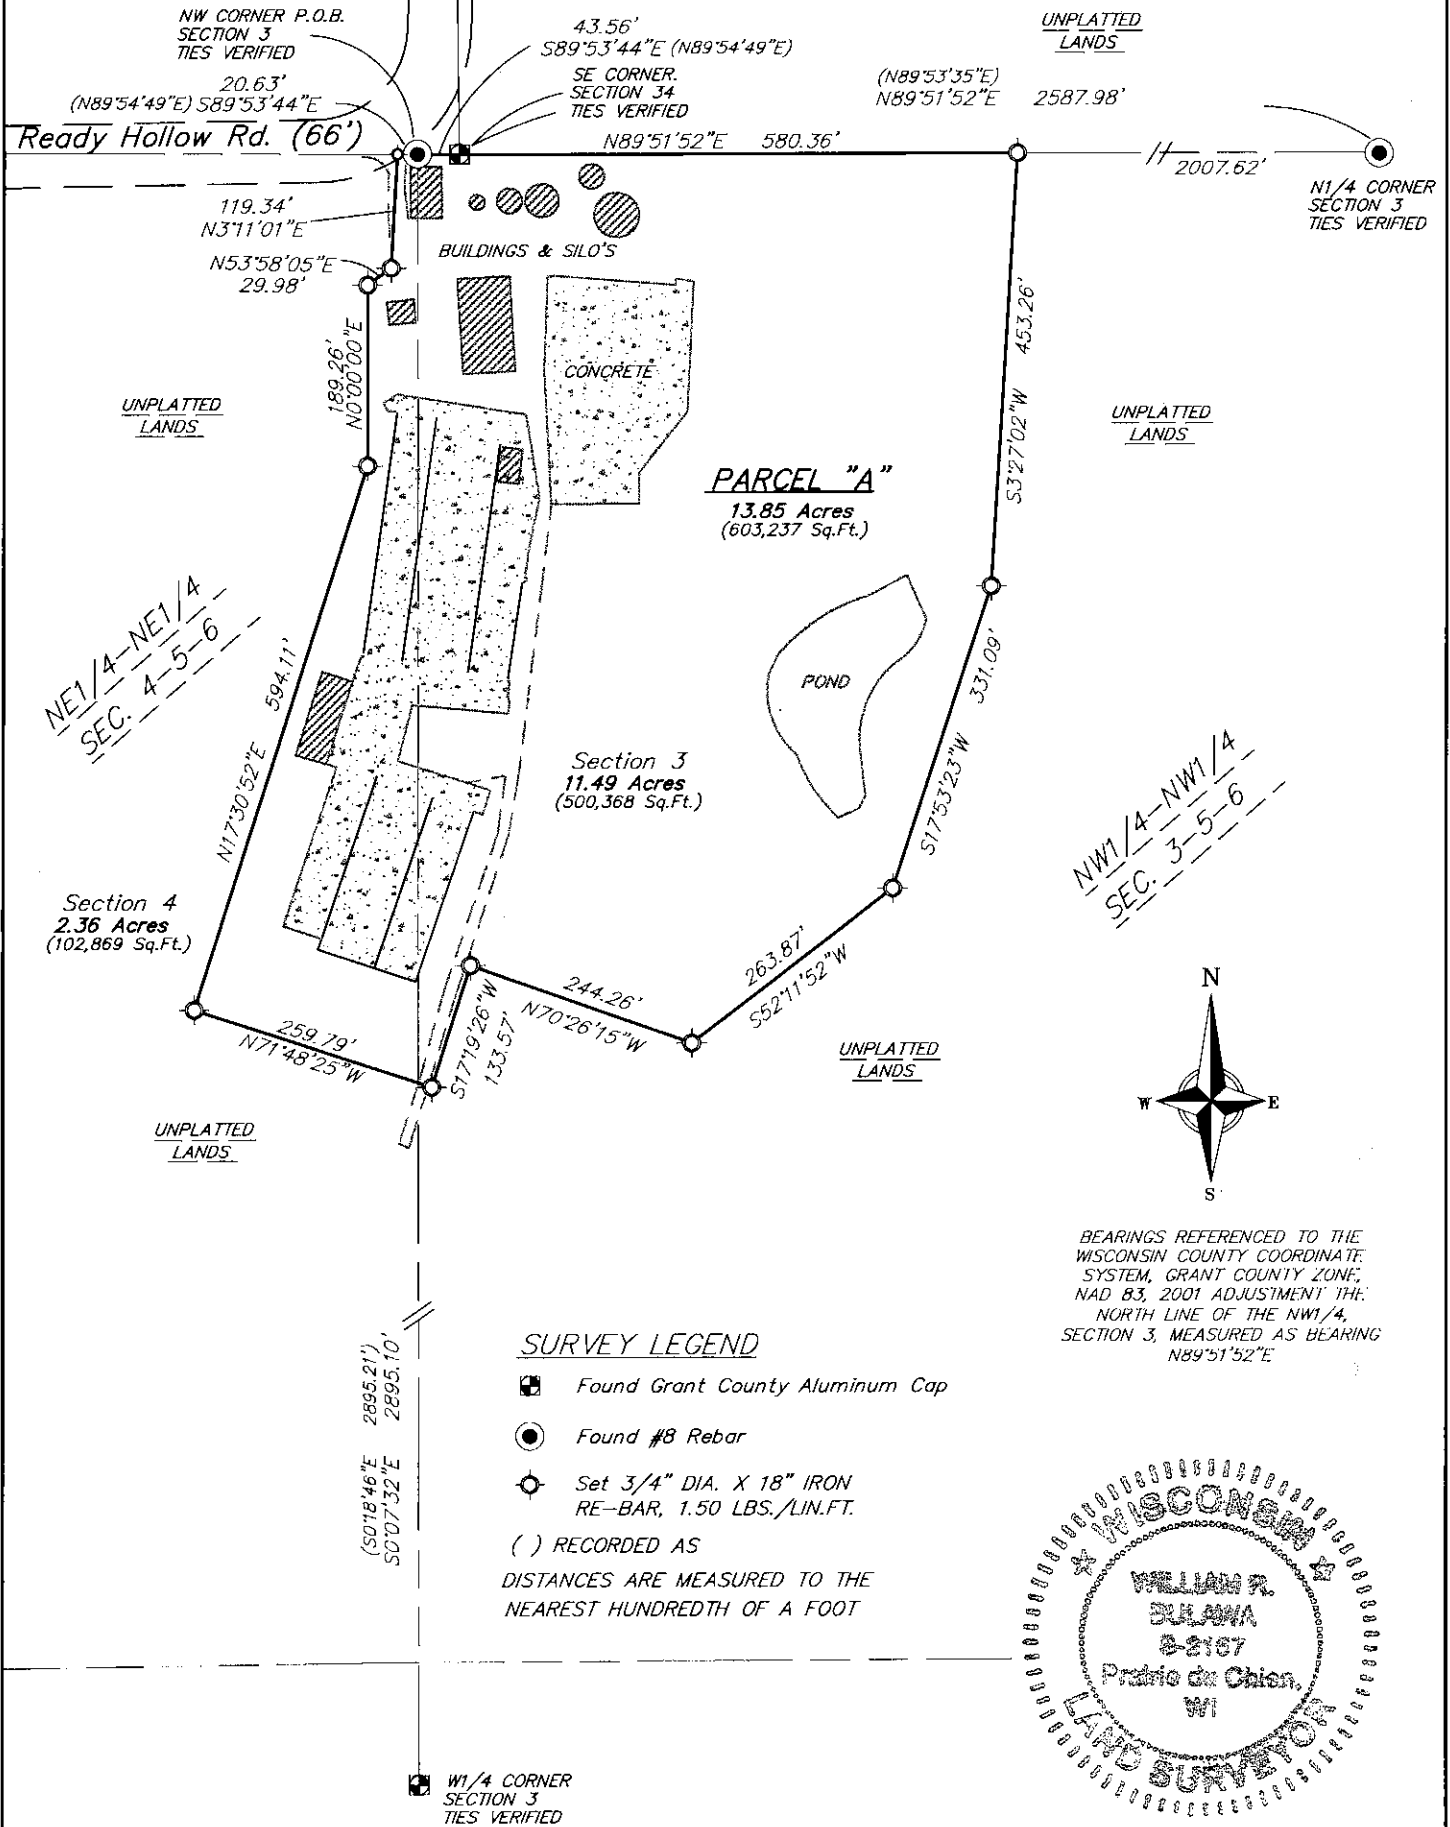 NW CORNER P.O.B.
SECTION 3
TIES VERIFIED
43.56'
S89°53'44"E (N89°54'49"E)
UNPLATTED
LANDS
20.63'
(N89°54'49"E) S89°53'44"E
SE CORNER.
SECTION 34
TIES VERIFIED
(N89°53'35"E)
N89°51'52"E 2587.98'
Ready Hollow Rd. (66')
N89°51'52"E 580.36'
2007.62'
N1/4 CORNER
SECTION 3
TIES VERIFIED
119.34'
N3°11'01"E
BUILDINGS & SILO'S
N53°58'05"E
29.98'
189.26'
N0°00'00"E
CONCRETE
S3°27'02"W 453.26'
UNPLATTED
LANDS
UNPLATTED
LANDS
PARCEL "A"
13.85 Acres
(603,237 Sq.Ft.)
NE1/4-NE1/4
SEC. 4-5-6
N17°30'52"E 594.11'
POND
S17°53'23"W 331.09'
Section 3
11.49 Acres
(500,368 Sq.Ft.)
NW1/4-NW1/4
SEC. 3-5-6
Section 4
2.36 Acres
(102,869 Sq.Ft.)
263.87'
S52°11'52"W
244.26'
N70°26'15"W
S17°19'26"W
133.57'
259.79'
N71°48'25"W
UNPLATTED
LANDS
UNPLATTED
LANDS
N
W E
S
BEARINGS REFERENCED TO THE
WISCONSIN COUNTY COORDINATE
SYSTEM, GRANT COUNTY ZONE,
NAD 83, 2001 ADJUSTMENT THE
NORTH LINE OF THE NW1/4,
SECTION 3, MEASURED AS BEARING
N89°51'52"E
(S0°18'46"E 2895.21')
S0°07'32"E 2895.10'
SURVEY LEGEND
Found Grant County Aluminum Cap
Found #8 Rebar
Set 3/4" DIA. X 18" IRON
RE-BAR, 1.50 LBS./LIN.FT.
( ) RECORDED AS
DISTANCES ARE MEASURED TO THE
NEAREST HUNDREDTH OF A FOOT
WISCONSIN
WILLIAM R.
BULAWA
S-2157
Prairie du Chien,
WI
LAND SURVEYOR
W1/4 CORNER
SECTION 3
TIES VERIFIED